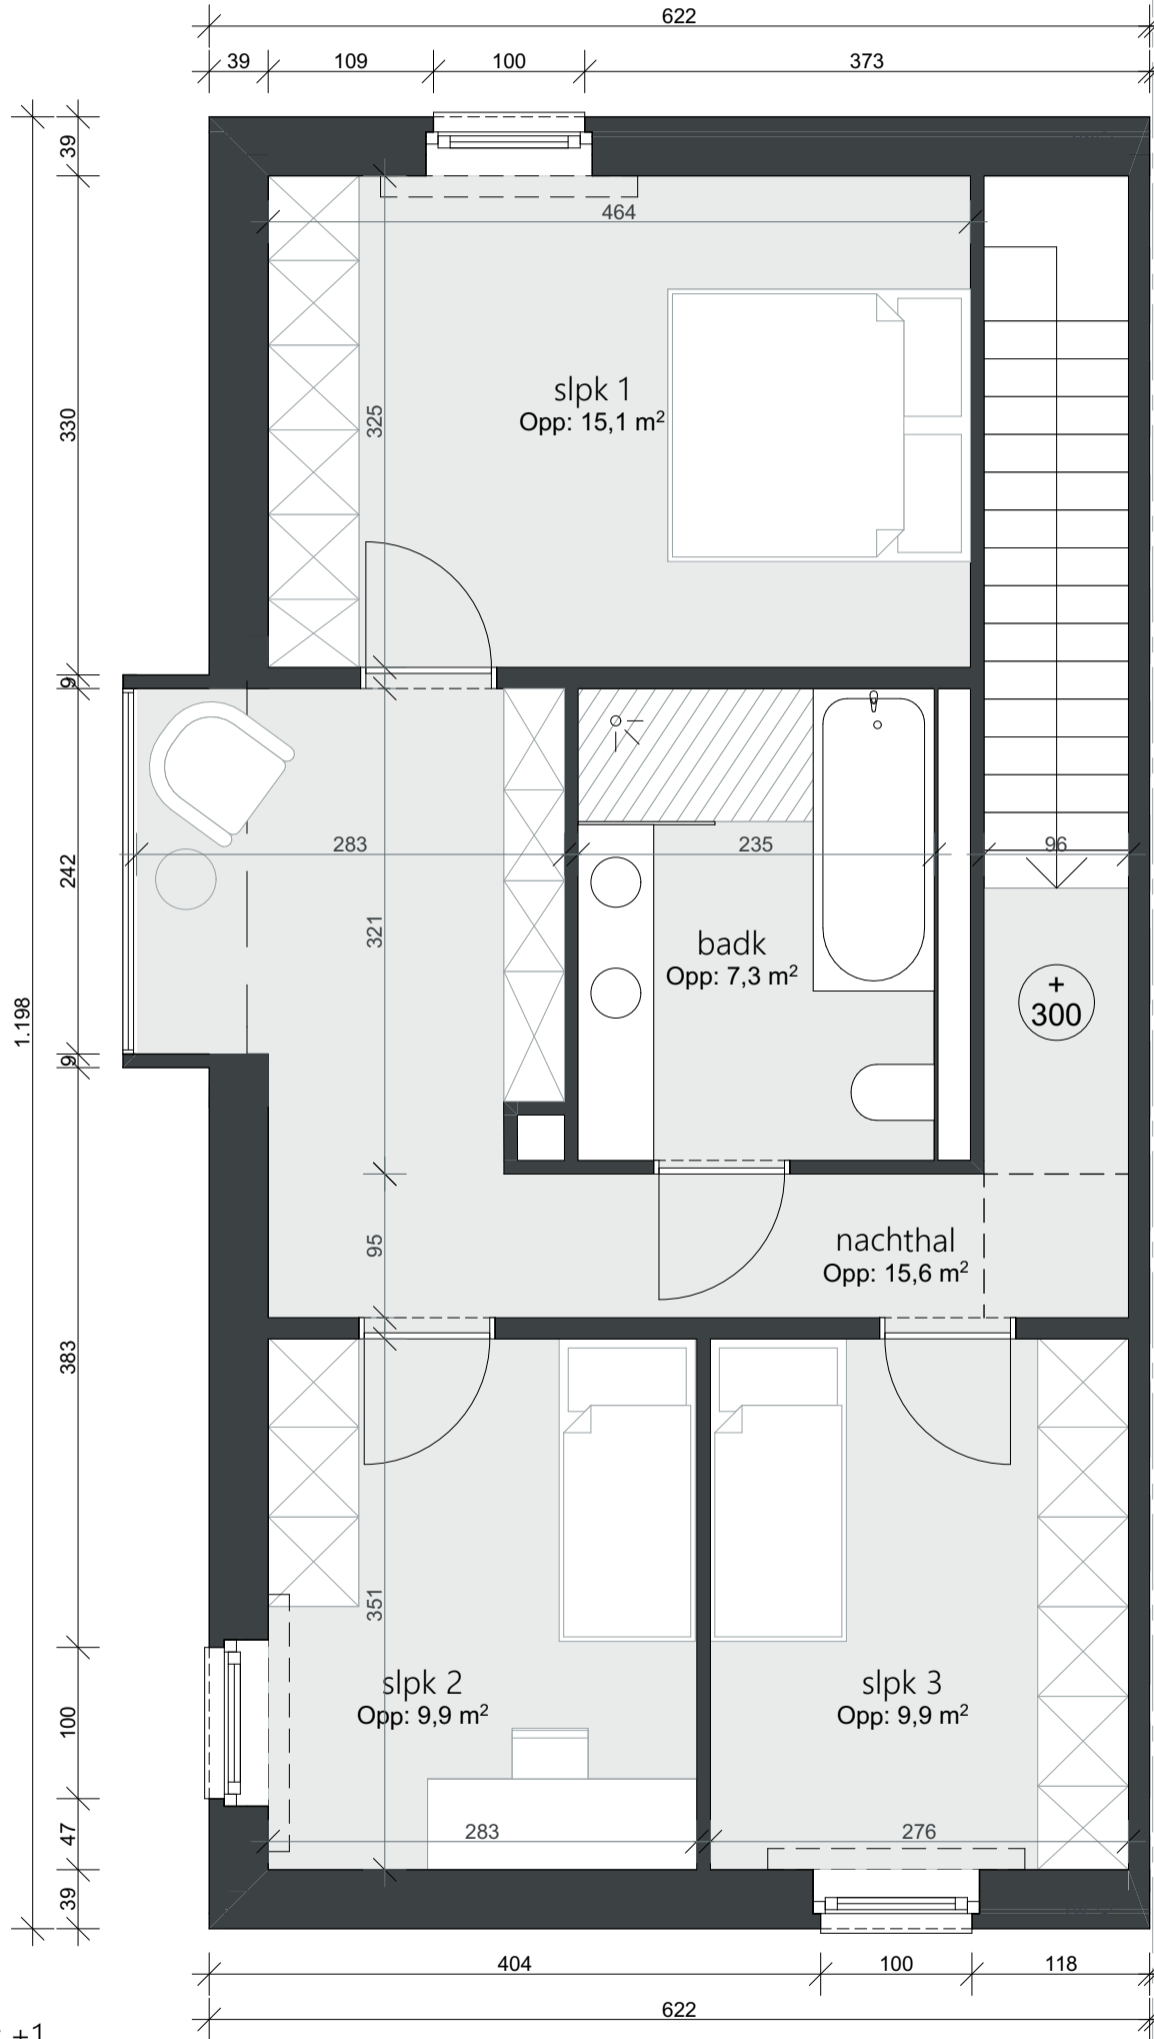 622
39 109 100 373
39
464
slpk 1
Opp: 15,1 m²
325
330
9
283 235 96
242
321
badk
Opp: 7,3 m²
+
300
1.198
9
nachthal
Opp: 15,6 m²
95
383
351
slpk 2
Opp: 9,9 m²
slpk 3
Opp: 9,9 m²
100
47
283 276
39
404 100 118
622
+1